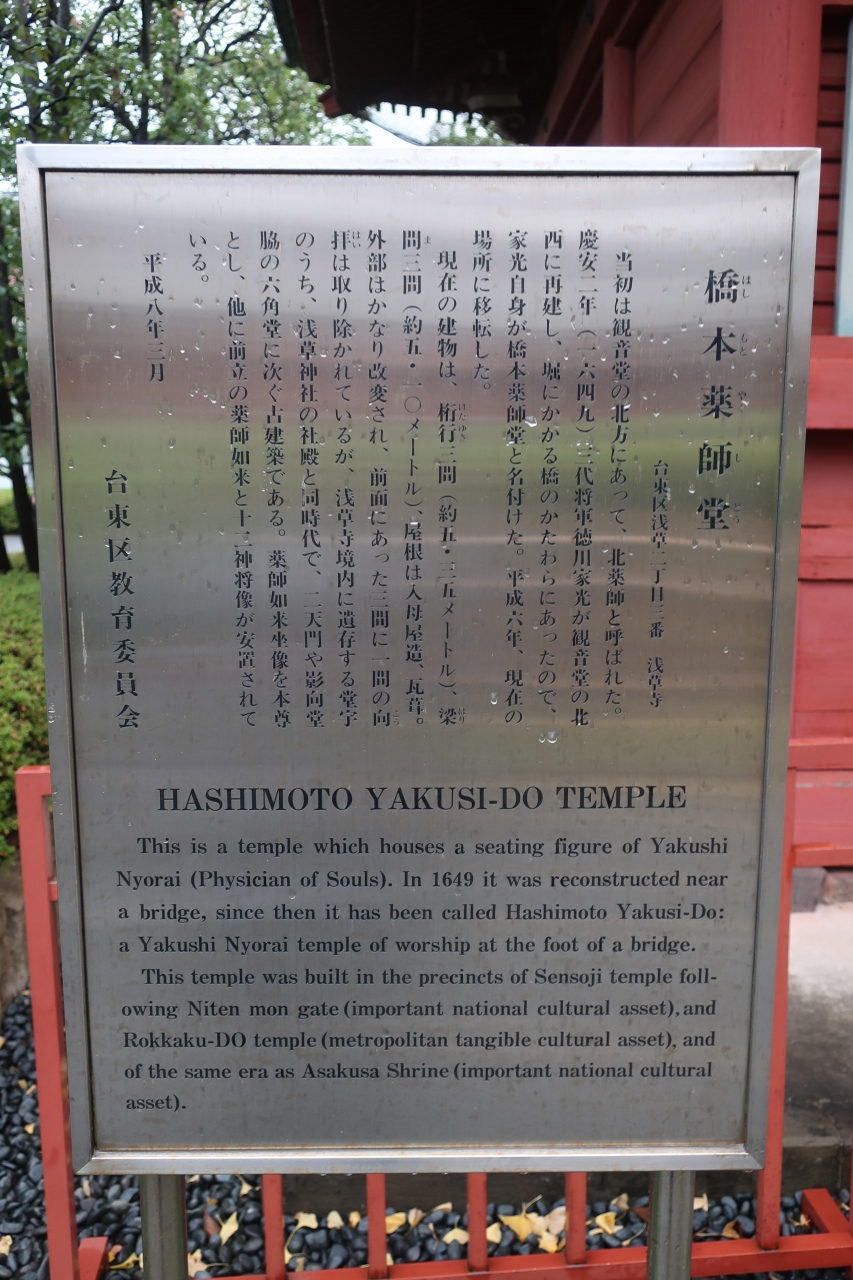 橋本薬師堂
台東区浅草二丁目三番 浅草寺
当初は観音堂の北方にあって、北薬師と呼ばれた。
慶安二年(一六四九)三代将軍徳川家光が観音堂の北
西に再建し、堀にかかる橋のかたわらにあったので、
家光自身が橋本薬師堂と名付けた。平成六年、現在の
場所に移転した。
現在の建物は、桁行三間(約五・三五メートル)、梁
間三間(約五・一〇メートル)、屋根は入母屋造、瓦葺。
外部はかなり改変され、前面にあった三間に一間の向
拝は取り除かれているが、浅草寺境内に遺存する堂宇
のうち、浅草神社の社殿と同時代で、二天門や影向堂
脇の六角堂に次ぐ古建築である。薬師如来坐像を本尊
とし、他に前立の薬師如来と十二神将像が安置されて
いる。
平成八年三月
台東区教育委員会
HASHIMOTO YAKUSI-DO TEMPLE
This is a temple which houses a seating figure of Yakushi
Nyorai (Physician of Souls). In 1649 it was reconstructed near
a bridge, since then it has been called Hashimoto Yakusi-Do:
a Yakushi Nyorai temple of worship at the foot of a bridge.
This temple was built in the precincts of Sensoji temple foll-
owing Niten mon gate (important national cultural asset), and
Rokkaku-DO temple (metropolitan tangible cultural asset), and
of the same era as Asakusa Shrine (important national cultural
asset).